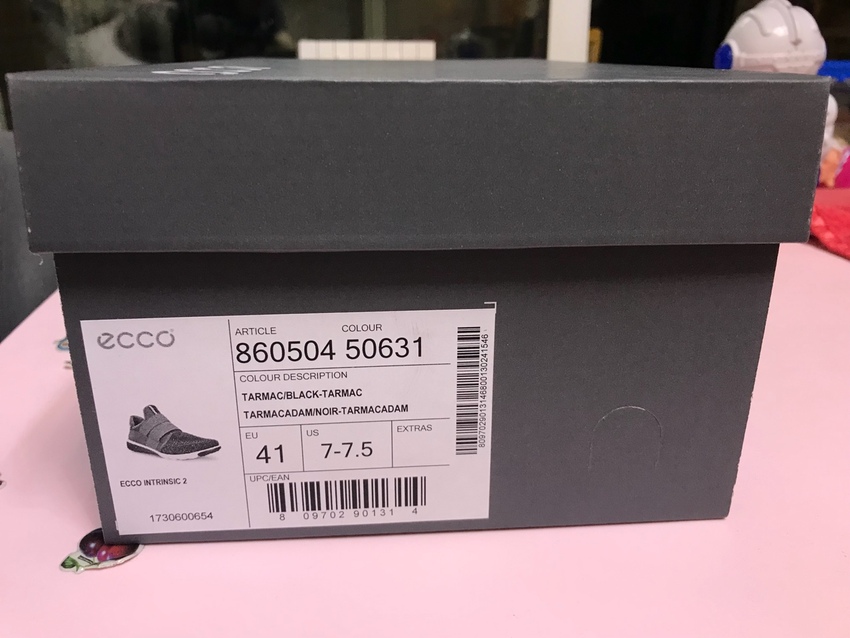 ecco
ARTICLE COLOUR
860504 50631
COLOUR DESCRIPTION
TARMAC/BLACK-TARMAC
TARMACADAM/NOIR-TARMACADAM
EU US EXTRAS
41 7-7.5
UPC/EAN
8 09702 90131 4
ECCO INTRINSIC 2
1730600654
8097029013146800130241546